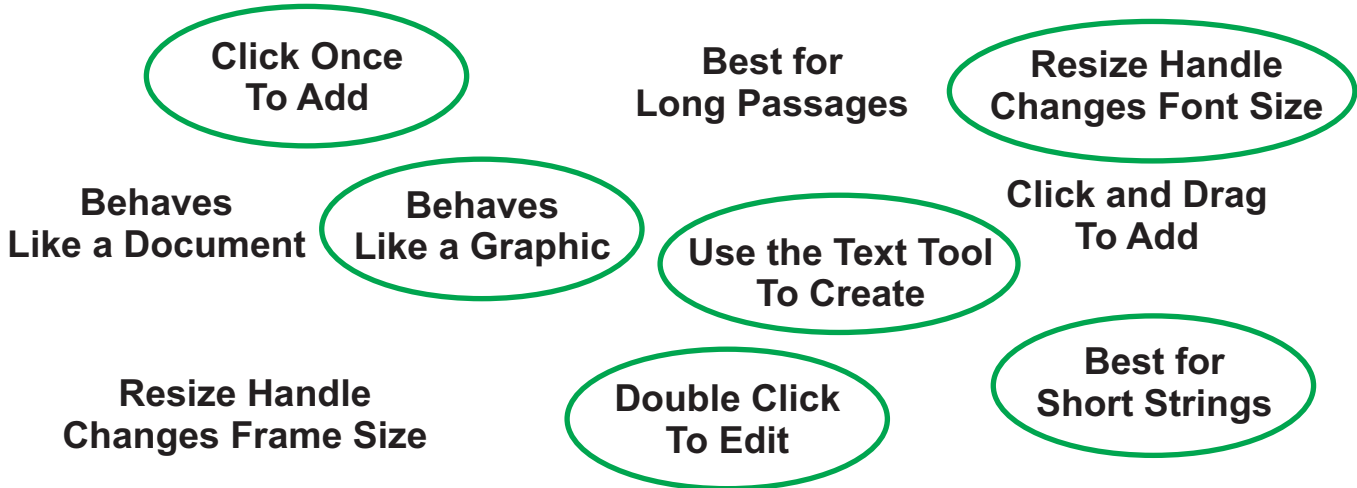 Click Once
To Add
Best for
Long Passages
Resize Handle
Changes Font Size
Behaves
Like a Document
Behaves
Like a Graphic
Use the Text Tool
To Create
Click and Drag
To Add
Resize Handle
Changes Frame Size
Double Click
To Edit
Best for
Short Strings